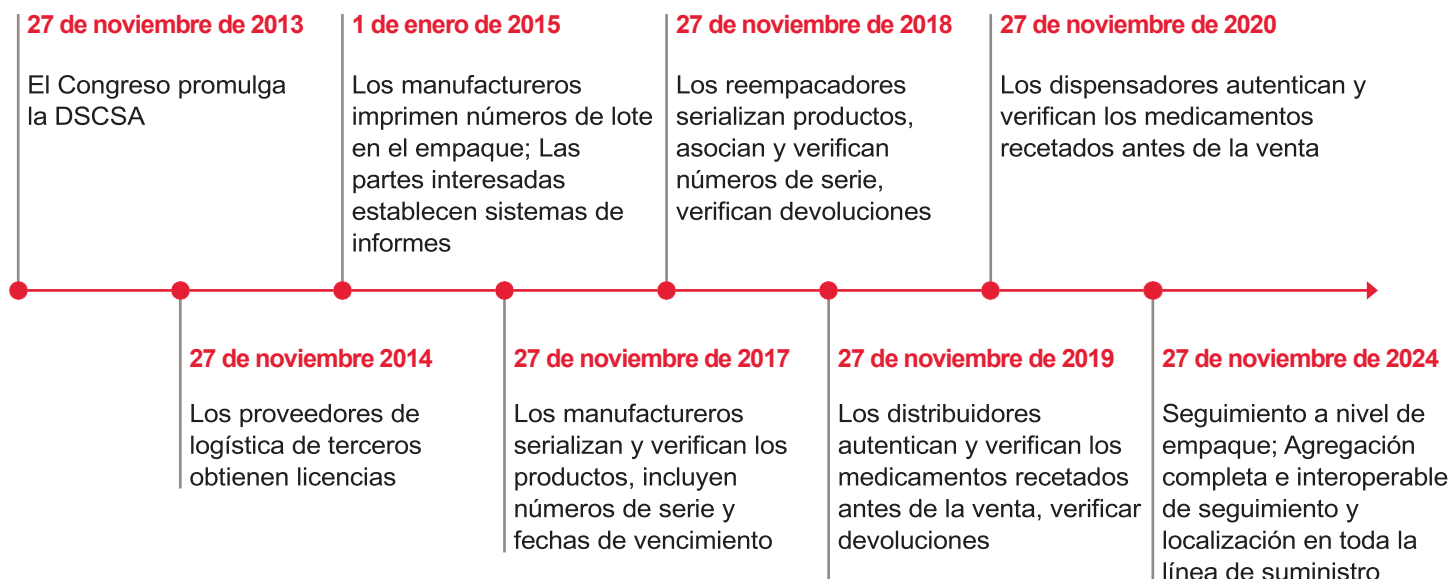 27 de noviembre de 2013
El Congreso promulga
la DSCSA
1 de enero de 2015
Los manufactureros
imprimen números de lote
en el empaque; Las
partes interesadas
establecen sistemas de
informes
27 de noviembre de 2018
Los reempacadores
serializan productos,
asocian y verifican
números de serie,
verifican devoluciones
27 de noviembre de 2020
Los dispensadores autentican y
verifican los medicamentos
recetados antes de la venta
27 de noviembre 2014
Los proveedores de
logística de terceros
obtienen licencias
27 de noviembre de 2017
Los manufactureros
serializan y verifican los
productos, incluyen
números de serie y
fechas de vencimiento
27 de noviembre de 2019
Los distribuidores
autentican y verifican los
medicamentos recetados
antes de la venta, verificar
devoluciones
27 de noviembre de 2024
Seguimiento a nivel de
empaque; Agregación
completa e interoperable
de seguimiento y
localización en toda la
línea de suministro